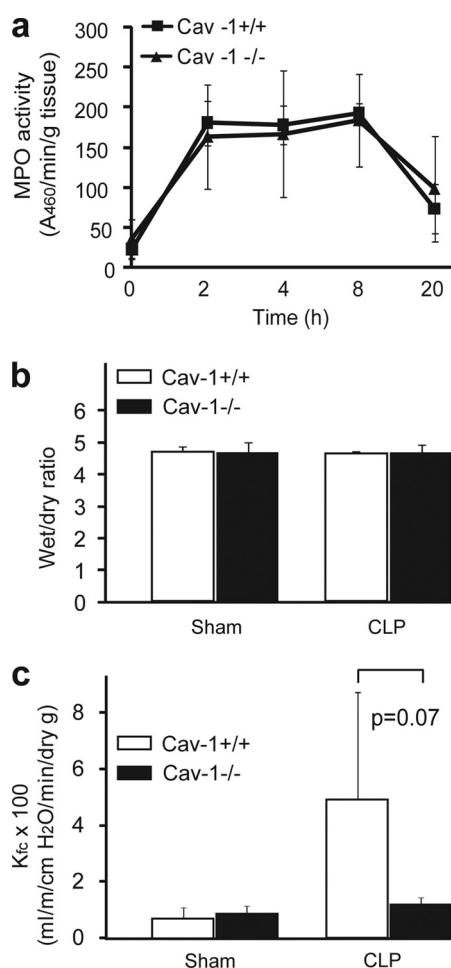 a
Cav -1+/+
Cav -1 -/-
MPO activity
(A460/min/g tissue)
300
250
200
150
100
50
0
0 2 4 8 20
Time (h)
b
Cav-1+/+
Cav-1-/-
Wet/dry ratio
6
5
4
3
2
1
0
Sham CLP
c
Cav-1+/+
Cav-1-/-
p=0.07
Kfc x 100
(ml/m/cm H2O/min/dry g)
8
6
4
2
0
Sham CLP